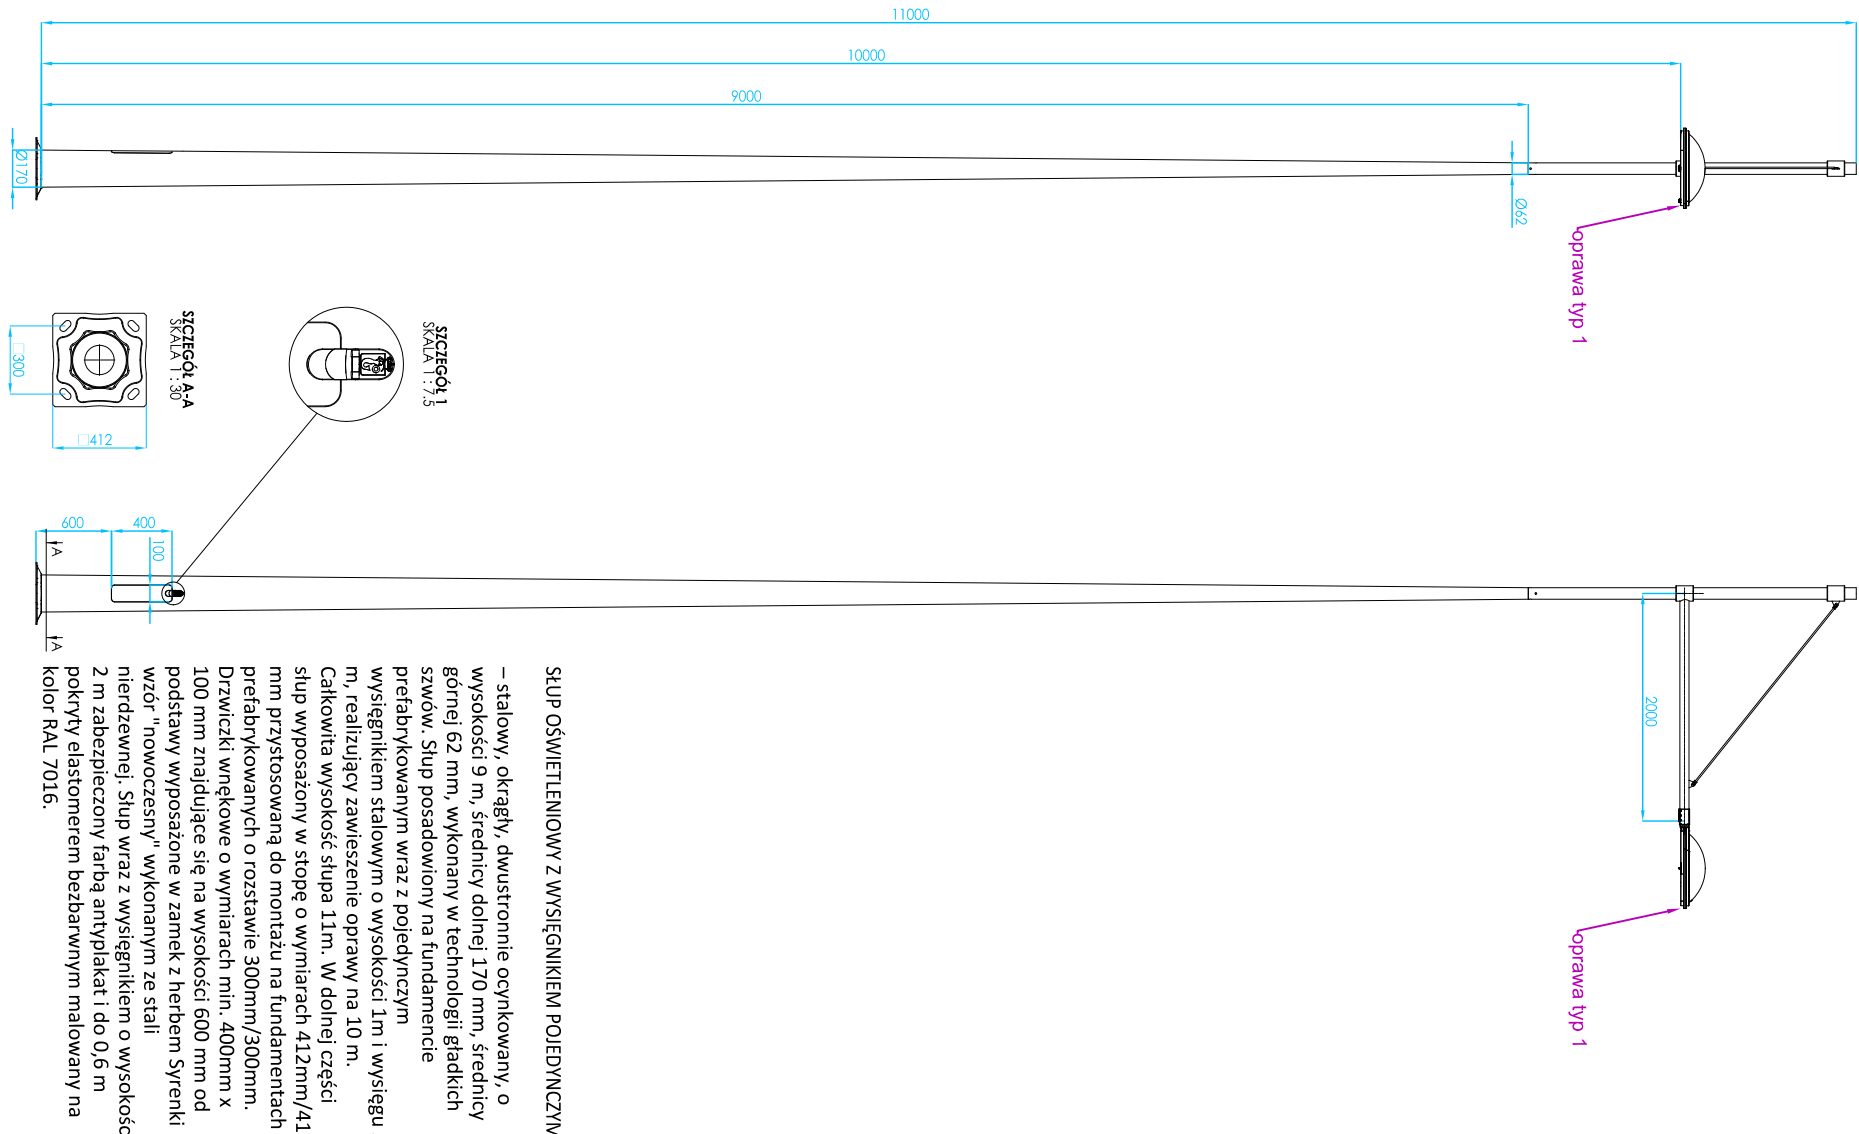 11000
10000
9000
Ø170
Ø62
oprawa typ 1
SZCZEGÓŁ A-A
SKALA 1 : 30
□300
□412
SZCZEGÓŁ 1
SKALA 1 : 7.5
600
400
100
A
A
2000
oprawa typ 1
SŁUP OŚWIETLENIOWY Z WYSIĘGNIKIEM POJEDYNCZYM
– stalowy, okrągły, dwustronnie ocynkowany, o
wysokości 9 m, średnicy dolnej 170 mm, średnicy
górnej 62 mm, wykonany w technologii gładkich
szwów. Słup posadowiony na fundamencie
prefabrykowanym wraz z pojedynczym
wysięgnikiem stalowym o wysokości 1m i wysięgu
m, realizujący zawieszenie oprawy na 10 m.
Całkowita wysokość słupa 11m. W dolnej części
słup wyposażony w stopę o wymiarach 412mm/41
mm przystosowaną do montażu na fundamentach
prefabrykowanych o rozstawie 300mm/300mm.
Drzwiczki wnękowe o wymiarach min. 400mm x
100 mm znajdujące się na wysokości 600 mm od
podstawy wyposażone w zamek z herbem Syrenki
wzór "nowoczesny" wykonanym ze stali
nierdzewnej. Słup wraz z wysięgnikiem o wysokośc
2 m zabezpieczony farbą antyplakat i do 0,6 m
pokryty elastomerem bezbarwnym malowany na
kolor RAL 7016.